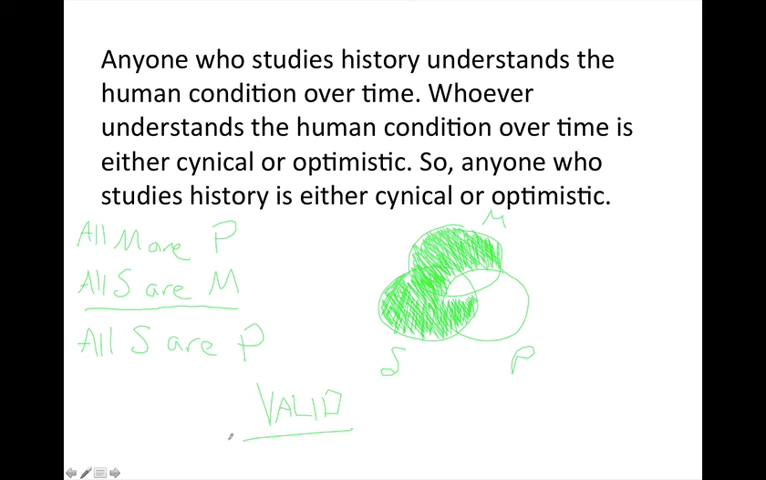 Anyone who studies history understands the
human condition over time. Whoever
understands the human condition over time is
either cynical or optimistic. So, anyone who
studies history is either cynical or optimistic.
All M are P
All S are M
All S are P
M
S
P
VALID